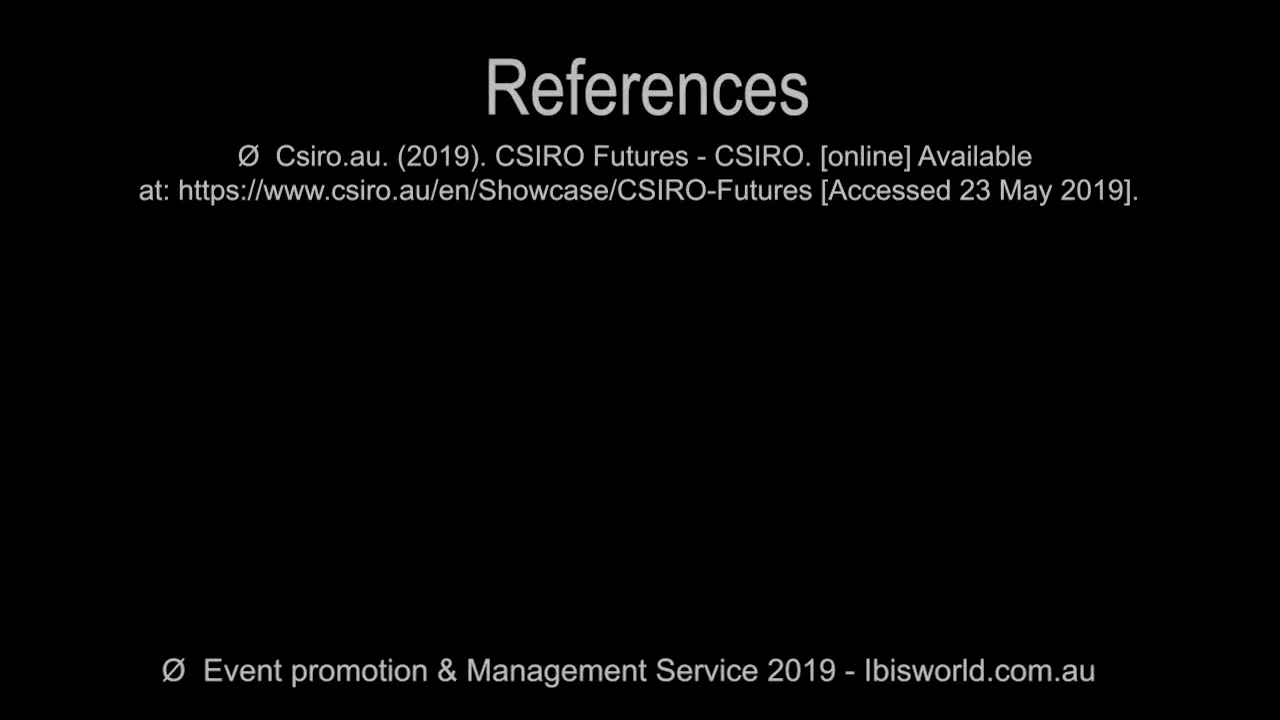 References
Ø Csiro.au. (2019). CSIRO Futures - CSIRO. [online] Available
at: https://www.csiro.au/en/Showcase/CSIRO-Futures [Accessed 23 May 2019].
Ø Event promotion & Management Service 2019 - Ibisworld.com.au